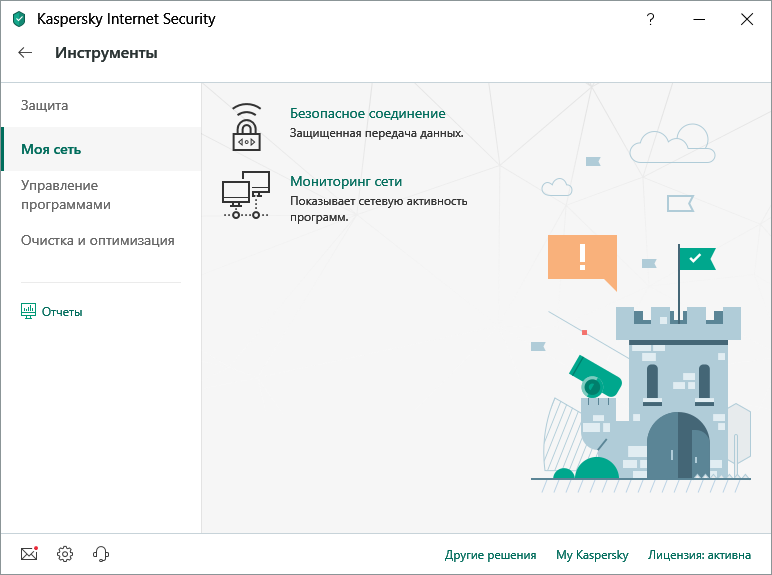 Kaspersky Internet Security
?
Инструменты
Защита
Моя сеть
Управление
программами
Очистка и оптимизация
Отчеты
Безопасное соединение
Защищенная передача данных.
Мониторинг сети
Показывает сетевую активность
программ.
!
Другие решения
My Kaspersky
Лицензия: активна